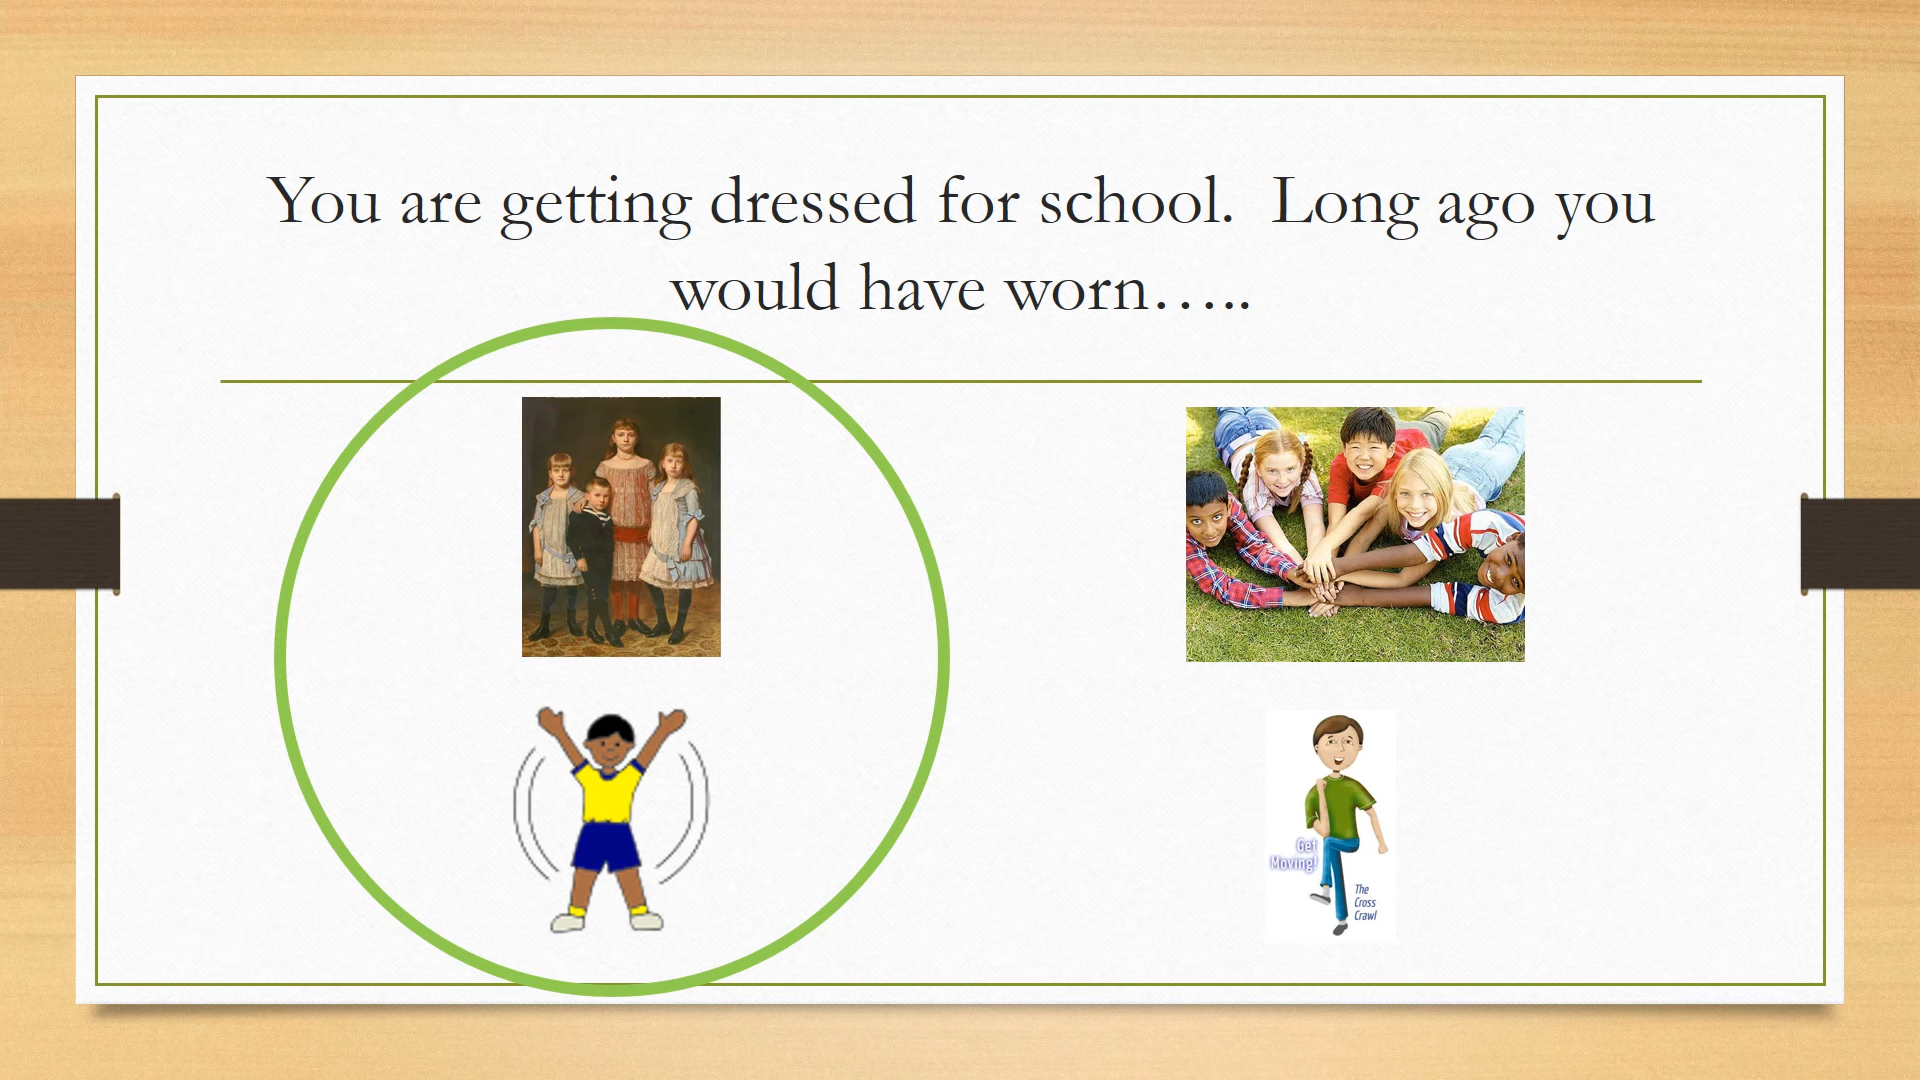 You are getting dressed for school.  Long ago you
would have worn…..
Get
Moving!
The
Cross
Crawl